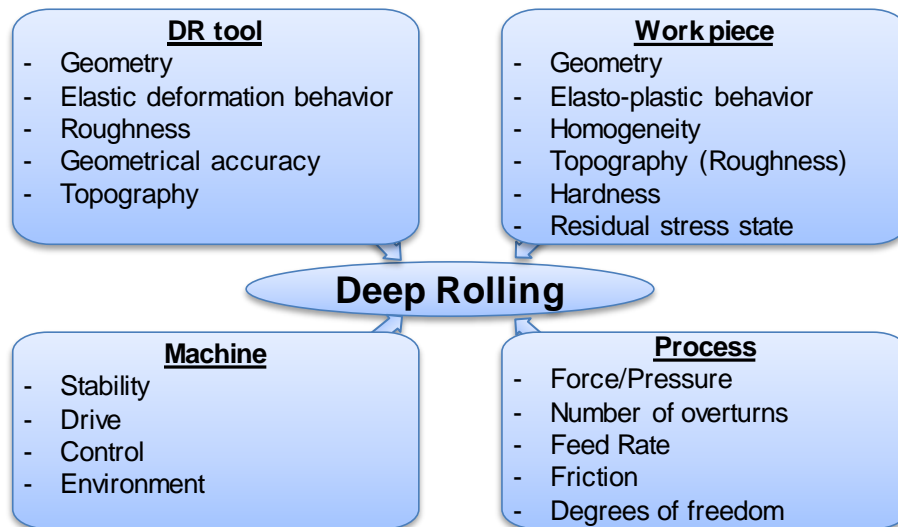 DR tool
- Geometry
- Elastic deformation behavior
- Roughness
- Geometrical accuracy
- Topography
Work piece
- Geometry
- Elasto-plastic behavior
- Homogeneity
- Topography (Roughness)
- Hardness
- Residual stress state
Deep Rolling
Machine
- Stability
- Drive
- Control
- Environment
Process
- Force/Pressure
- Number of overturns
- Feed Rate
- Friction
- Degrees of freedom